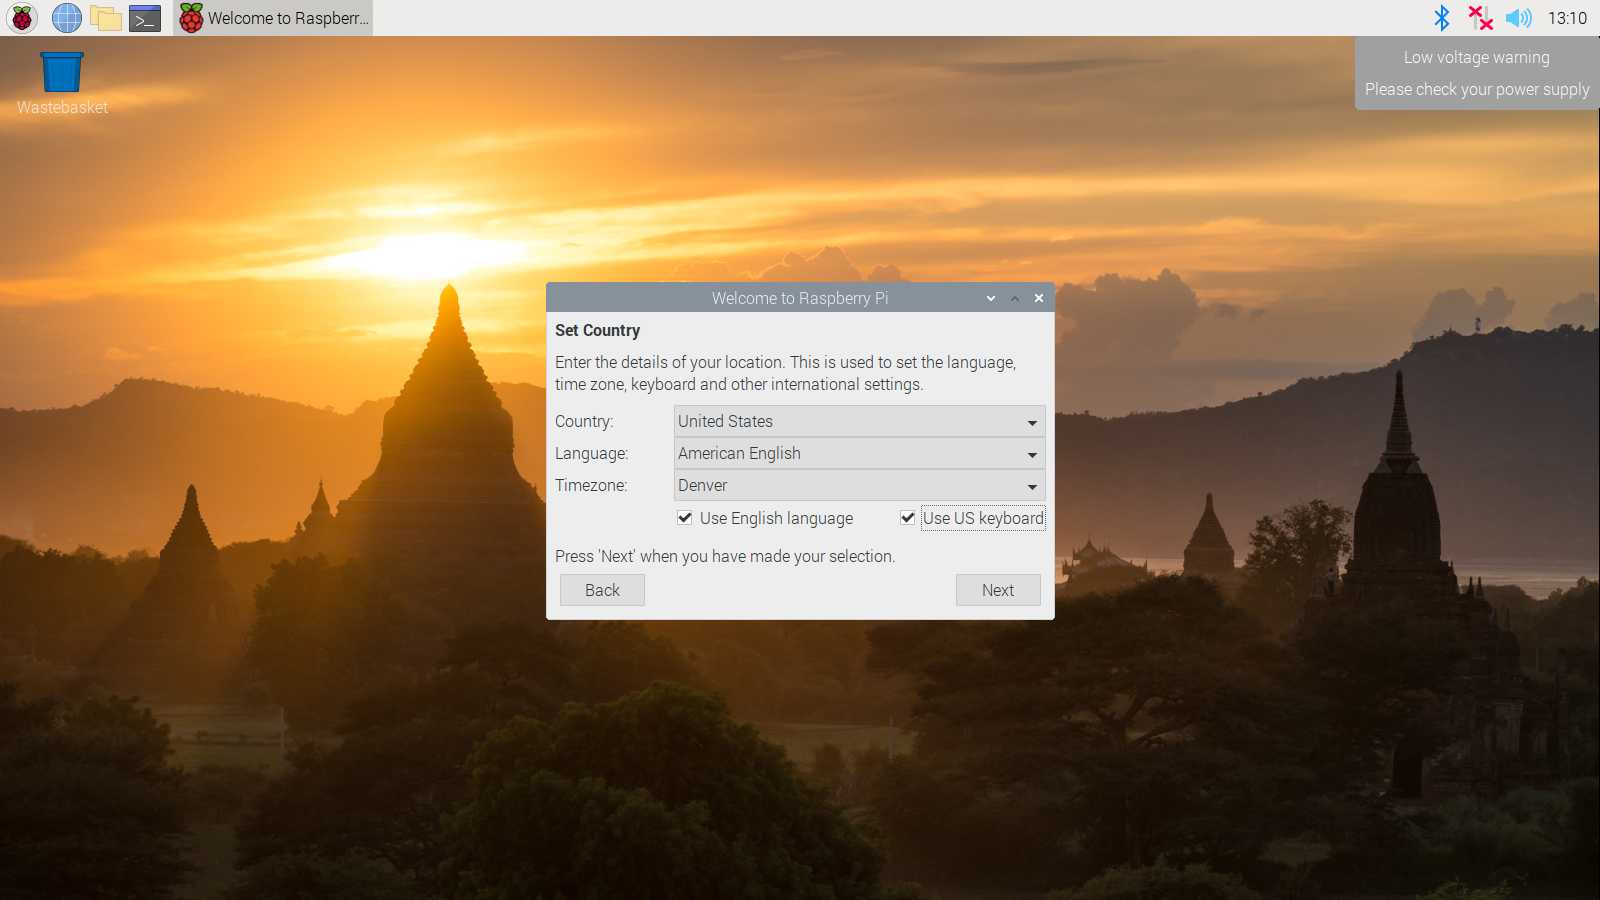 Welcome to Raspberr...
13:10
Low voltage warning
Please check your power supply
Wastebasket
Welcome to Raspberry Pi
Set Country
Enter the details of your location. This is used to set the language,
time zone, keyboard and other international settings.
Country: United States
Language: American English
Timezone: Denver
Use English language Use US keyboard
Press 'Next' when you have made your selection.
Back Next